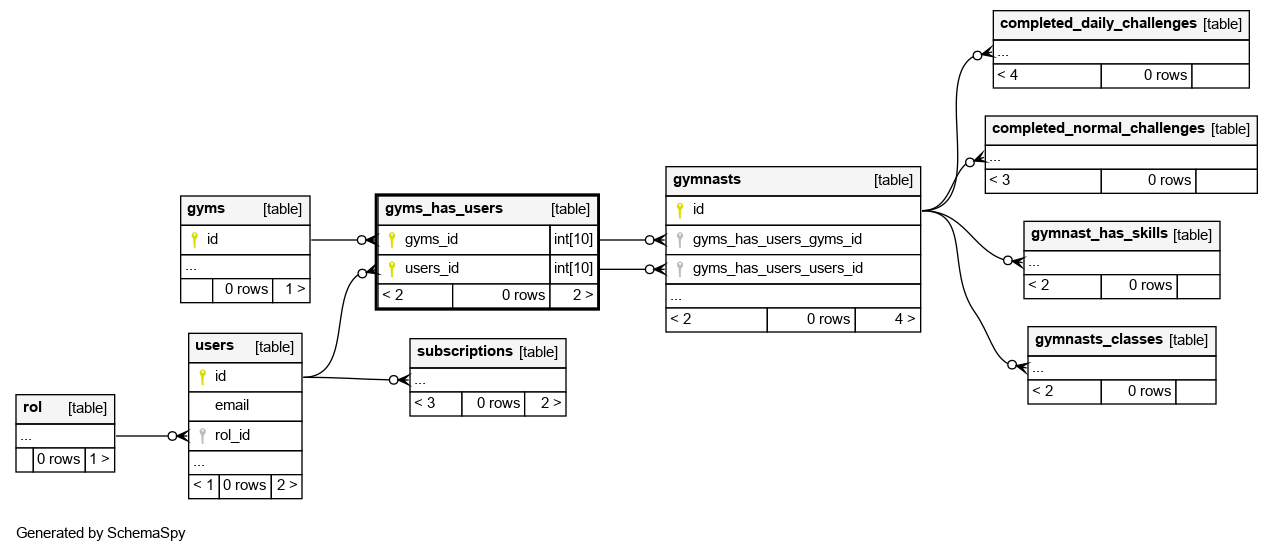 completed_daily_challenges [table]
...
< 4 0 rows
completed_normal_challenges [table]
...
< 3 0 rows
gymnasts [table]
id
gyms_has_users_gyms_id
gyms_has_users_users_id
...
< 2 0 rows 4 >
gyms [table]
id
...
0 rows 1 >
gyms_has_users [table]
gyms_id int[10]
users_id int[10]
< 2 0 rows 2 >
gymnast_has_skills [table]
...
< 2 0 rows
gymnasts_classes [table]
...
< 2 0 rows
users [table]
id
email
rol_id
...
< 1 0 rows 2 >
subscriptions [table]
...
< 3 0 rows 2 >
rol [table]
...
0 rows 1 >
Generated by SchemaSpy